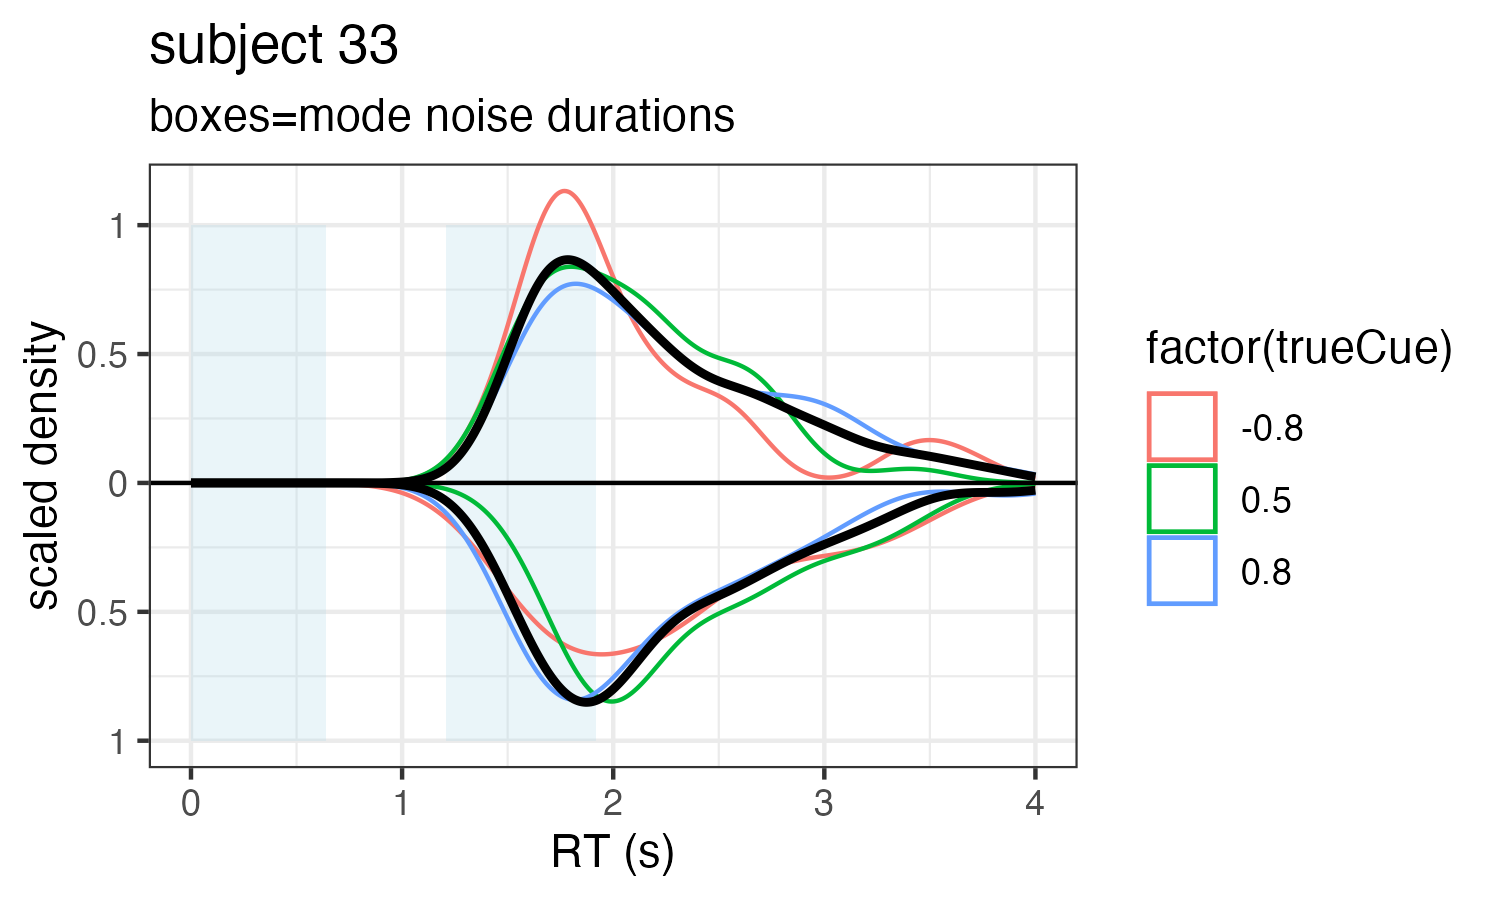 subject 33
boxes=mode noise durations
scaled density
1
0.5
0
0.5
1
0 1 2 3 4
RT (s)
factor(trueCue)
-0.8
0.5
0.8